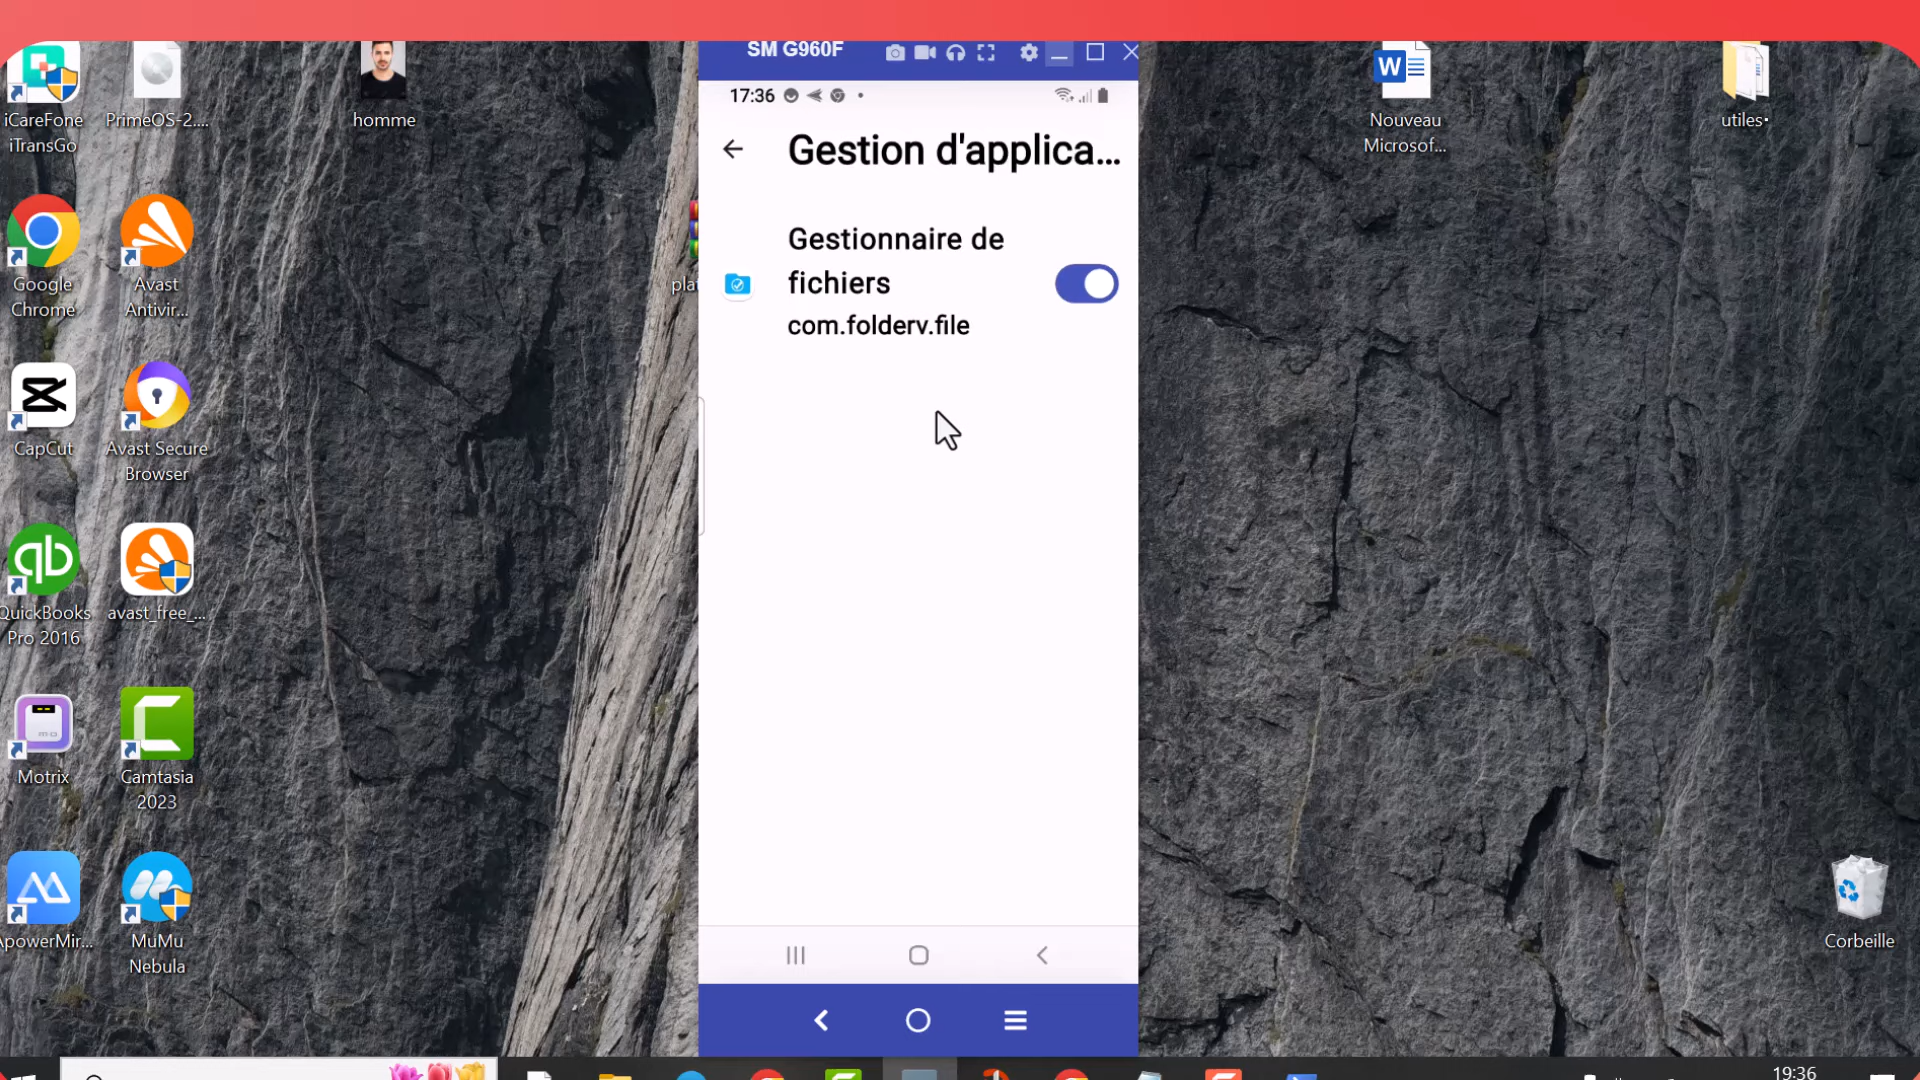 SM G960F
17:36
Gestion d'applica...
Gestionnaire de
fichiers
com.folderv.file
iCareFone
iTransGo
PrimeOS-2....
homme
Google
Chrome
Avast
Antivir...
CapCut
Avast Secure
Browser
QuickBooks
Pro 2016
avast_free_...
Motrix
Camtasia
2023
MuMu
Nebula
Nouveau
Microsof...
utiles
Corbeille
19:36